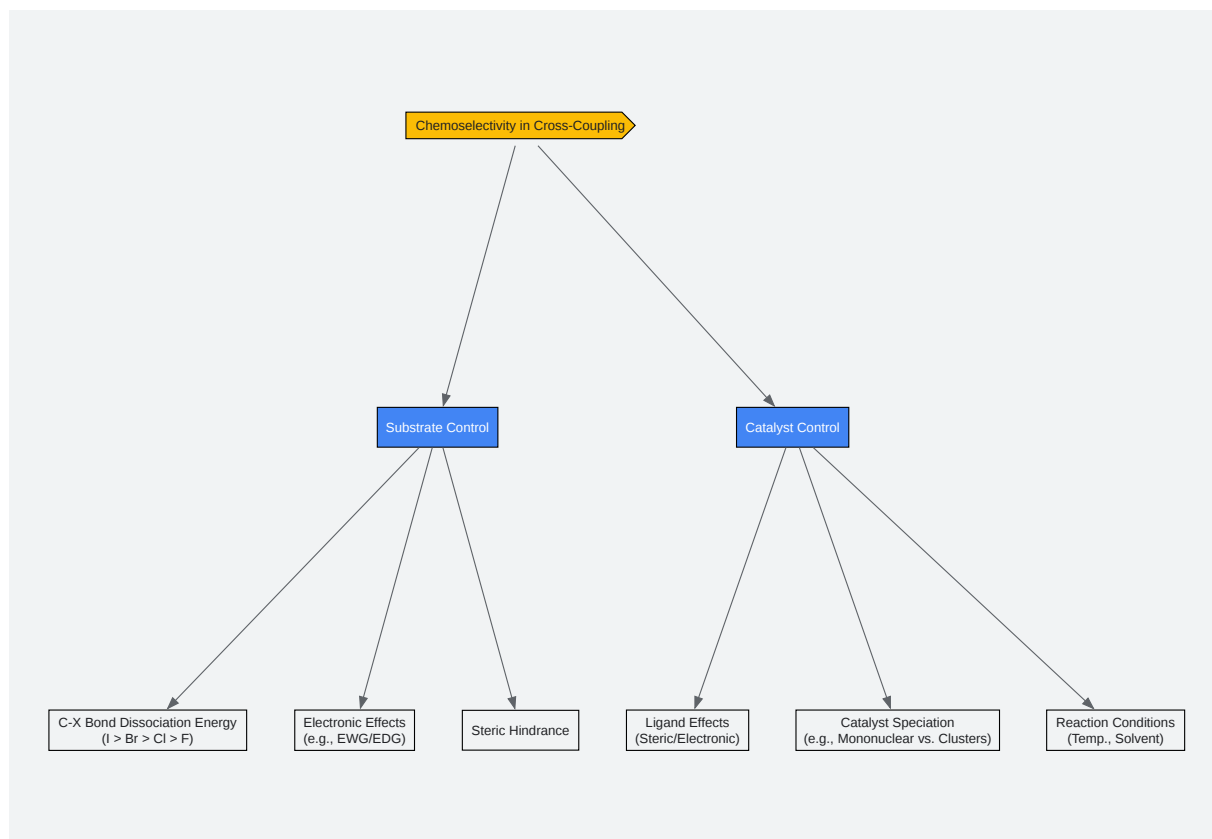 Chemoselectivity in Cross-Coupling
Substrate Control
Catalyst Control
C-X Bond Dissociation Energy
(I > Br > Cl > F)
Electronic Effects
(e.g., EWG/EDG)
Steric Hindrance
Ligand Effects
(Steric/Electronic)
Catalyst Speciation
(e.g., Mononuclear vs. Clusters)
Reaction Conditions
(Temp., Solvent)